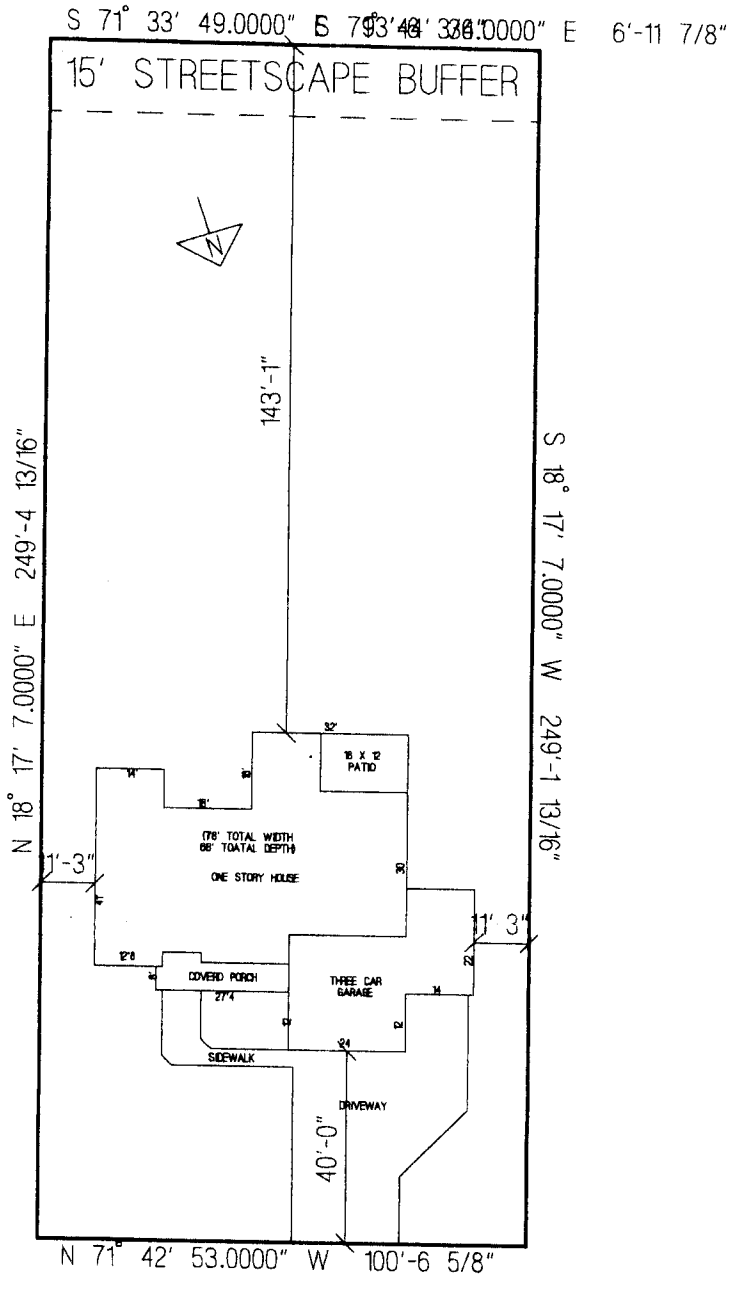 S 71° 33' 49.0000" E
6'-11 7/8"
15' STREETSCAPE BUFFER
N
143'-1"
N 18° 17' 7.0000" E 249'-4 13/16"
S 18° 17' 7.0000" W 249'-1 13/16"
32'
16 X 12
PATIO
14'
16'
(78' TOTAL WIDTH
66' TOATAL DEPTH)
ONE STORY HOUSE
30
1'-3"
41'
11'-3"
12'8
22
COVERD PORCH
THREE CAR
GARAGE
14
27'4
12
12
24
SIDEWALK
DRIVEWAY
40'-0"
N 71° 42' 53.0000" W 100'-6 5/8"